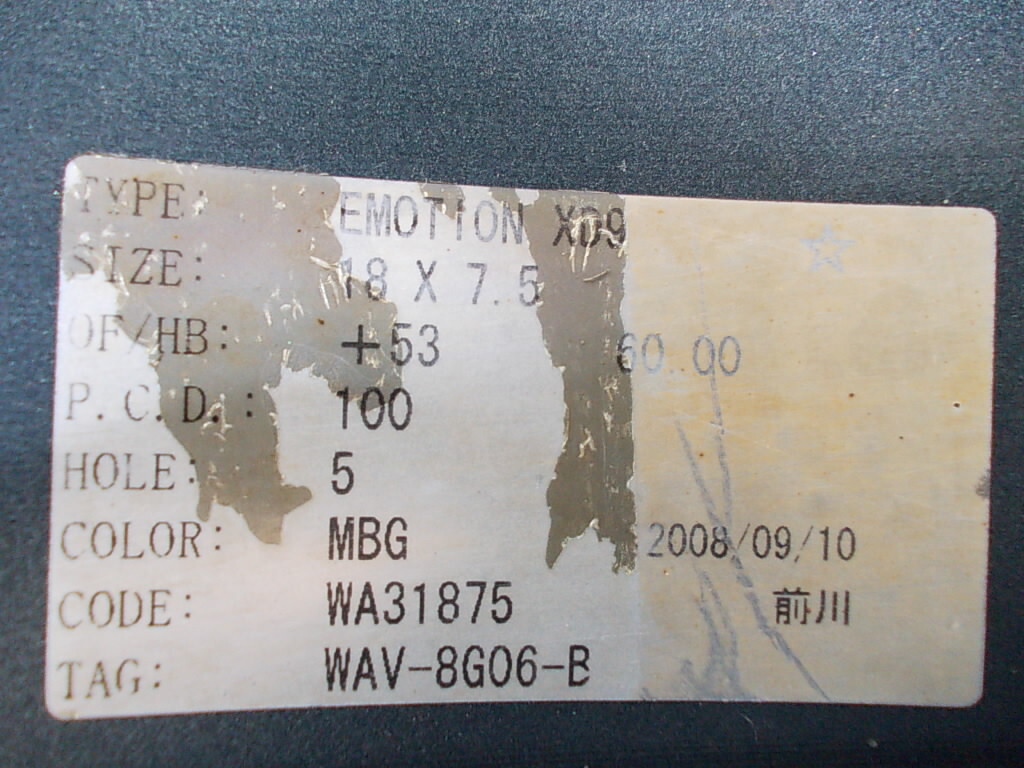 TYPE: EMOTION XD9
SIZE: 18 X 7.5
OF/HB: +53 60.00
P.C.D.: 100
HOLE: 5
COLOR: MBG 2008/09/10
CODE: WA31875 前川
TAG: WAV-8G06-B